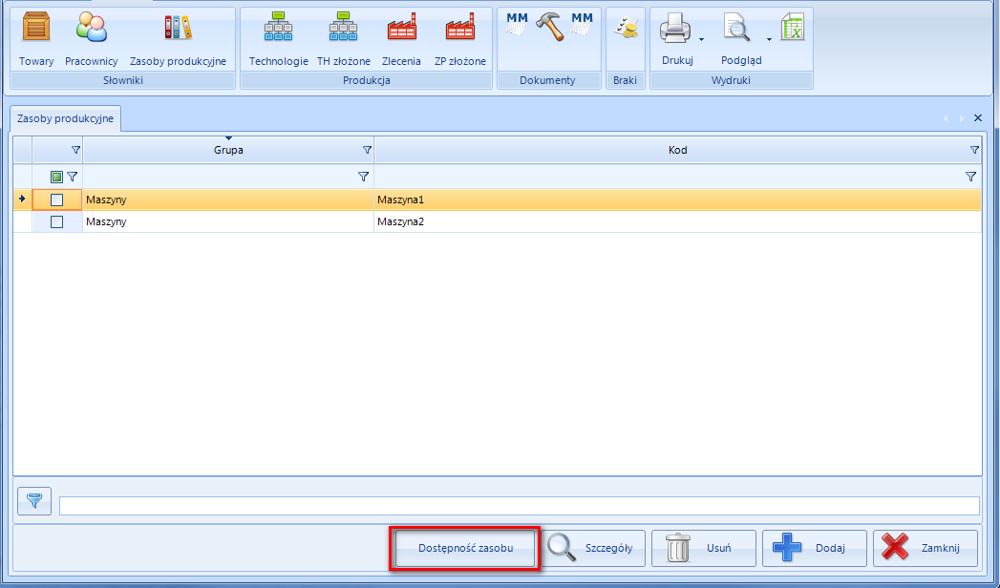 MM MM
Towary Pracownicy Zasoby produkcyjne Technologie TH złożone Zlecenia ZP złożone Drukuj Podgląd
Słowniki Produkcja Dokumenty Braki Wydruki
Zasoby produkcyjne
Grupa Kod
Maszyny Maszyna1
Maszyny Maszyna2
Dostępność zasobu Szczegóły Usuń Dodaj Zamknij